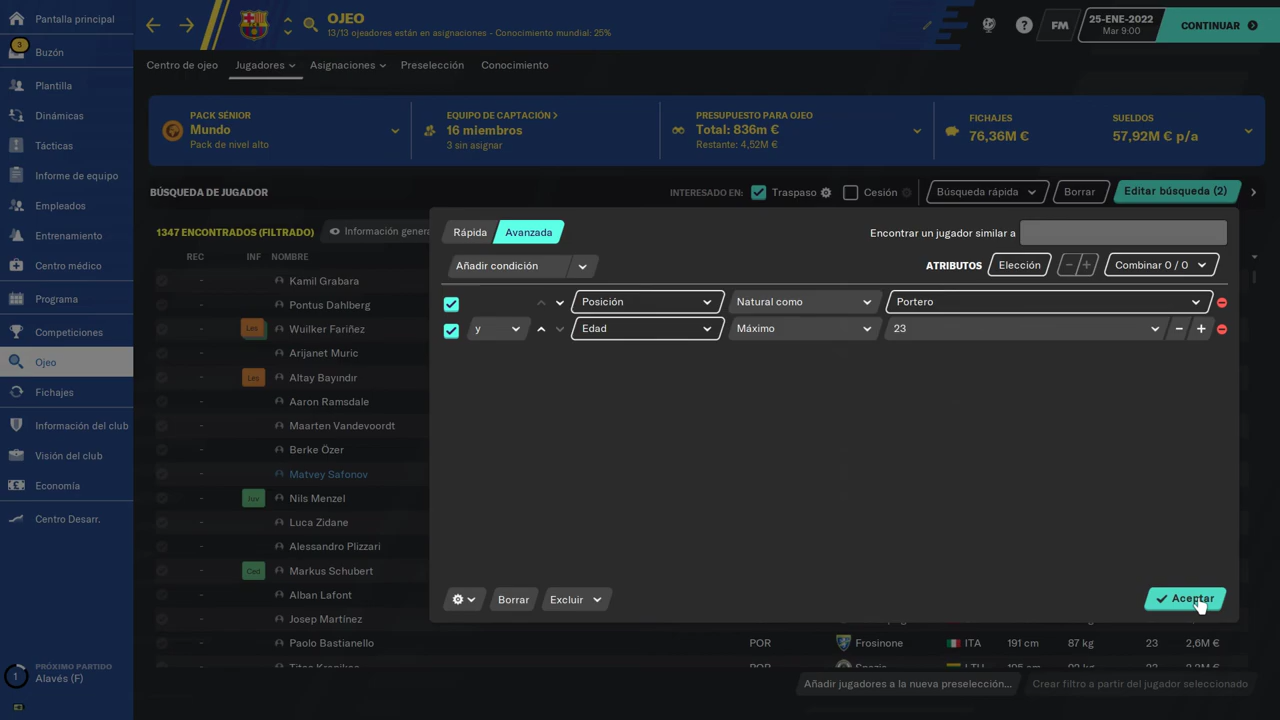 Pantalla principal
OJEO
13/13 ojeadores están en asignaciones - Conocimiento mundial: 25%
?
FM
25-ENE-2022
Mar 9:00
CONTINUAR
3
Buzón
Centro de ojeo
Jugadores
Asignaciones
Preselección
Conocimiento
Plantilla
Dinámicas
Tácticas
Informe de equipo
Empleados
Entrenamiento
Centro médico
Programa
Competiciones
Ojeo
Fichajes
Información del club
Visión del club
Economía
Centro Desarr.
1
PRÓXIMO PARTIDO
Alavés (F)
PACK SÉNIOR
Mundo
Pack de nivel alto
EQUIPO DE CAPTACIÓN >
16 miembros
3 sin asignar
PRESUPUESTO PARA OJEO
Total: 836m €
Restante: 4,52M €
FICHAJES
76,36M €
SUELDOS
57,92M € p/a
BÚSQUEDA DE JUGADOR
INTERESADO EN:
Traspaso
Cesión
Búsqueda rápida
Borrar
Editar búsqueda (2)
1347 ENCONTRADOS (FILTRADO)
Información genera
REC
INF
NOMBRE
- Kamil Grabara
- Pontus Dahlberg
- Les Wuilker Fariñez
- Arijanet Muric
- Les Altay Bayındır
- Aaron Ramsdale
- Maarten Vandevoordt
- Berke Özer
- Matvey Safonov
- Juv Nils Menzel
- Luca Zidane
- Alessandro Plizzari
- Ced Markus Schubert
- Alban Lafont
- Josep Martínez
- Paolo Bastianello POR Frosinone ITA 191 cm 87 kg 23 2,6M €
Rápida
Avanzada
Encontrar un jugador similar a
Añadir condición
ATRIBUTOS
Elección
− / +
Combinar 0 / 0
Posición
Natural como
Portero
y
Edad
Máximo
23
− +
Borrar
Excluir
Aceptar
Añadir jugadores a la nueva preselección...
Crear filtro a partir del jugador seleccionado